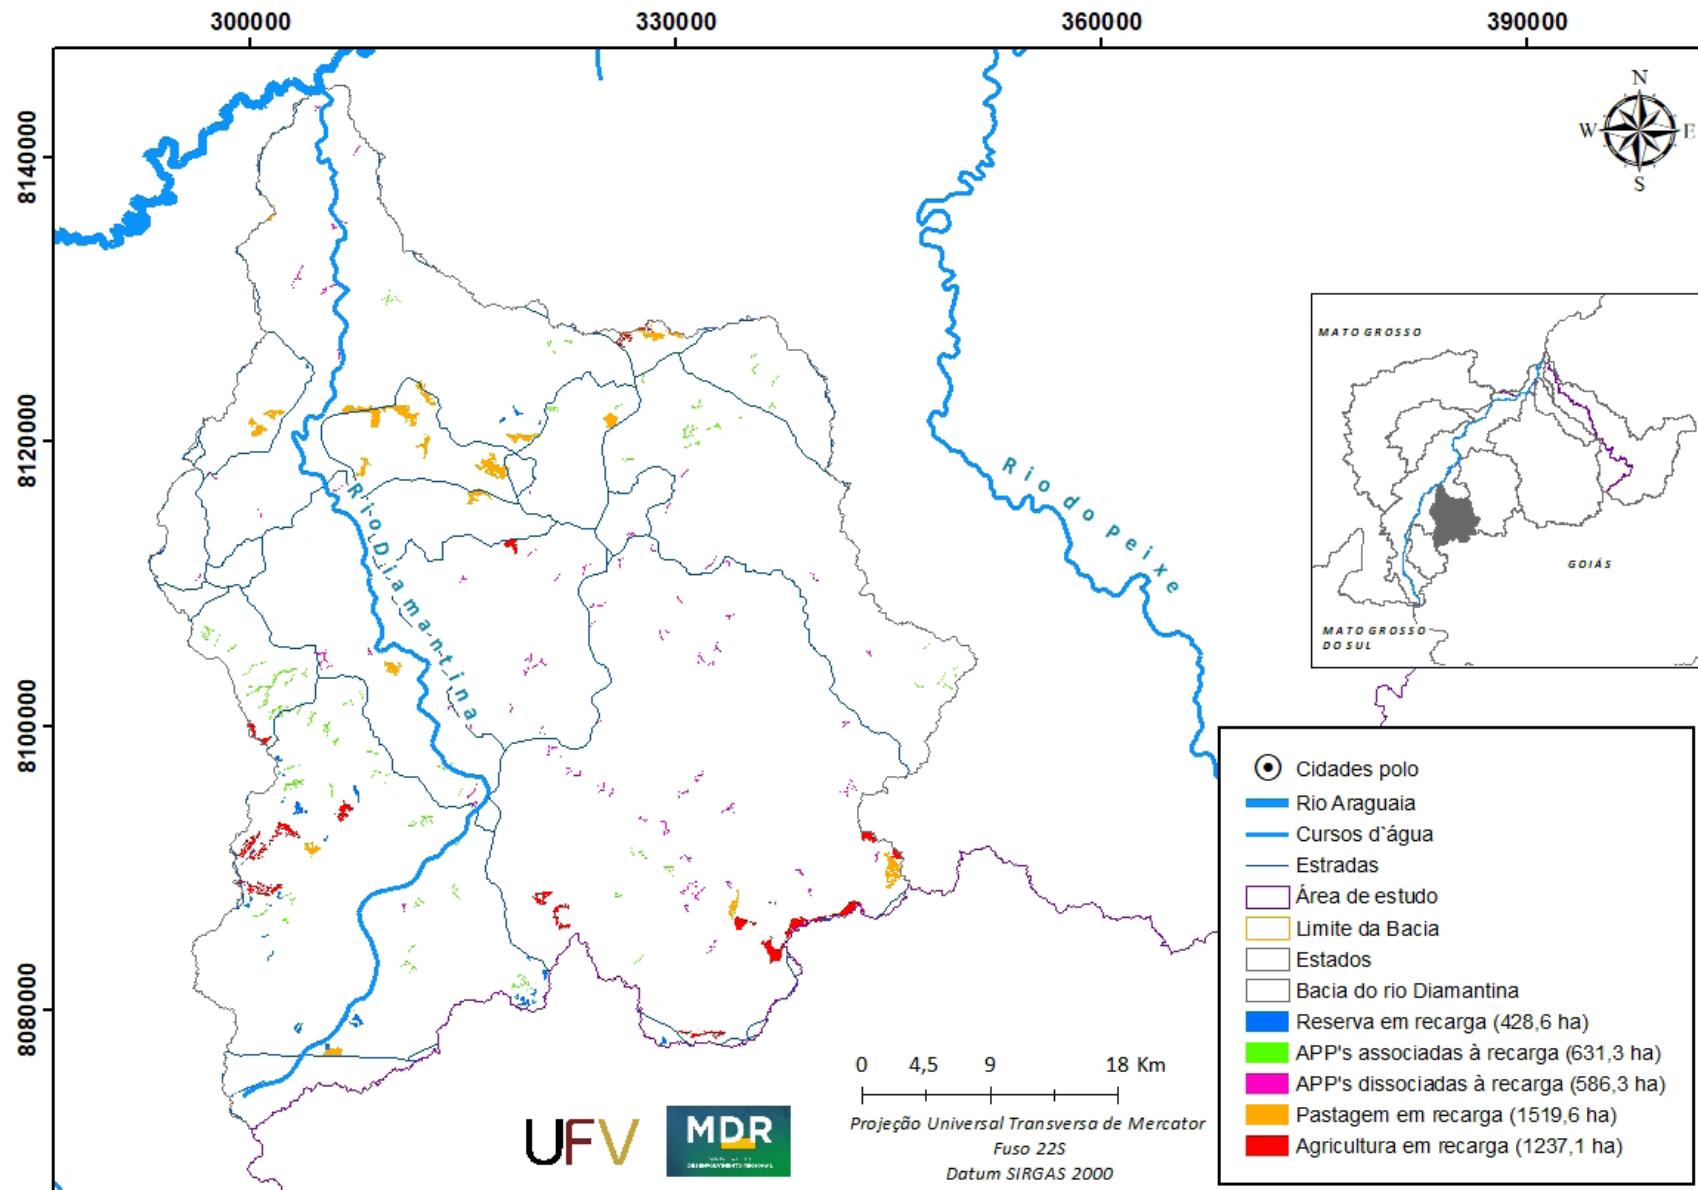 300000
330000
360000
390000
8140000
8120000
8100000
8080000
N
W
E
S
Rio do Peixe
Rio Diamantina
MATO GROSSO
GOIÁS
MATO GROSSO
DO SUL
Cidades polo
Rio Araguaia
Cursos d`água
Estradas
Área de estudo
Limite da Bacia
Estados
Bacia do rio Diamantina
Reserva em recarga (428,6 ha)
APP's associadas à recarga (631,3 ha)
APP's dissociadas à recarga (586,3 ha)
Pastagem em recarga (1519,6 ha)
Agricultura em recarga (1237,1 ha)
0 4,5 9 18 Km
Projeção Universal Transversa de Mercator
Fuso 22S
Datum SIRGAS 2000
UFV
MDR
DESENVOLVIMENTO REGIONAL